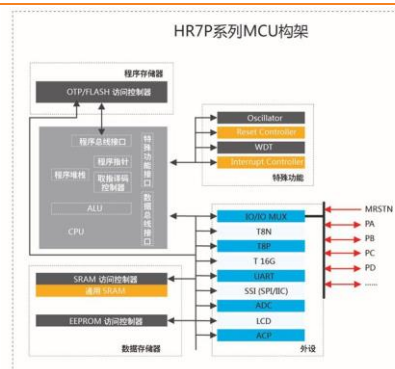 HR7P系列MCU构架
程序存储器
OTP/FLASH 访问控制器
程序总线接口
特殊功能接口
程序指针
程序堆栈
取指译码
控制器
数据总线接口
ALU
CPU
Oscillator
Reset Controller
WDT
Interrupt Controller
特殊功能
IO/IO MUX
T8N
T8P
T 16G
UART
SSI (SPI/IIC)
ADC
LCD
ACP
外设
MRSTN
PA
PB
PC
PD
......
SRAM 访问控制器
通用 SRAM
EEPROM 访问控制器
数据存储器